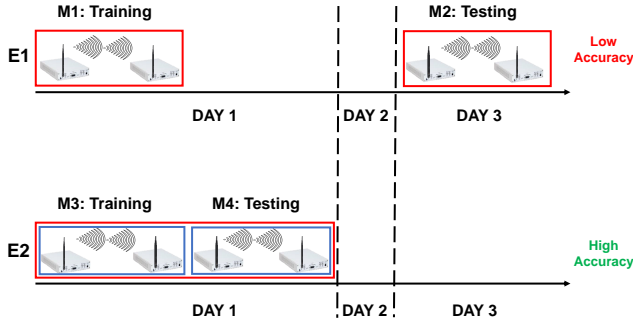 M1: Training M2: Testing
E1
Low
Accuracy
DAY 1 DAY 2 DAY 3
M3: Training M4: Testing
E2
High
Accuracy
DAY 1 DAY 2 DAY 3